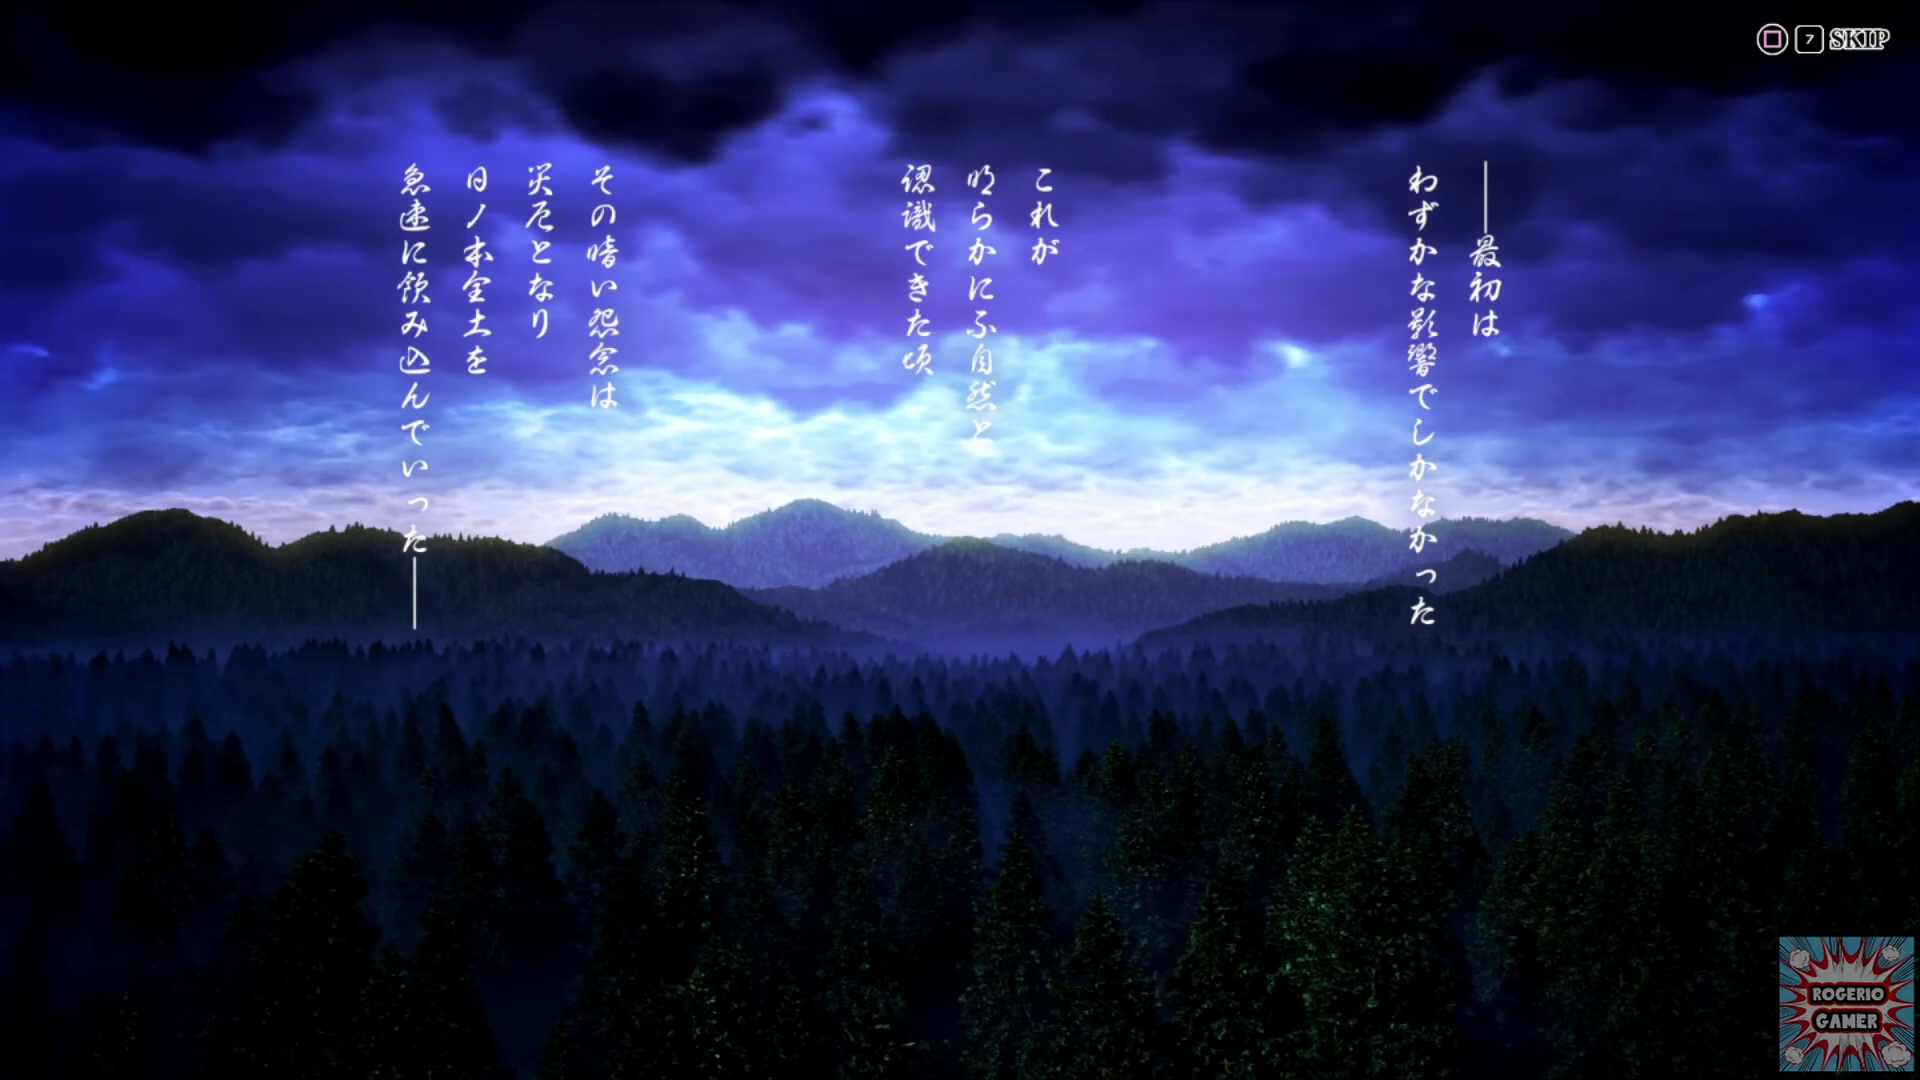 ――最初は
わずかな影響でしかなかった
これが
明らかにふ自然と
認識できた頃
その暗い怨念は
災厄となり
日ノ本全土を
急速に飲み込んでいった――
7 SKIP
ROGERIO
GAMER